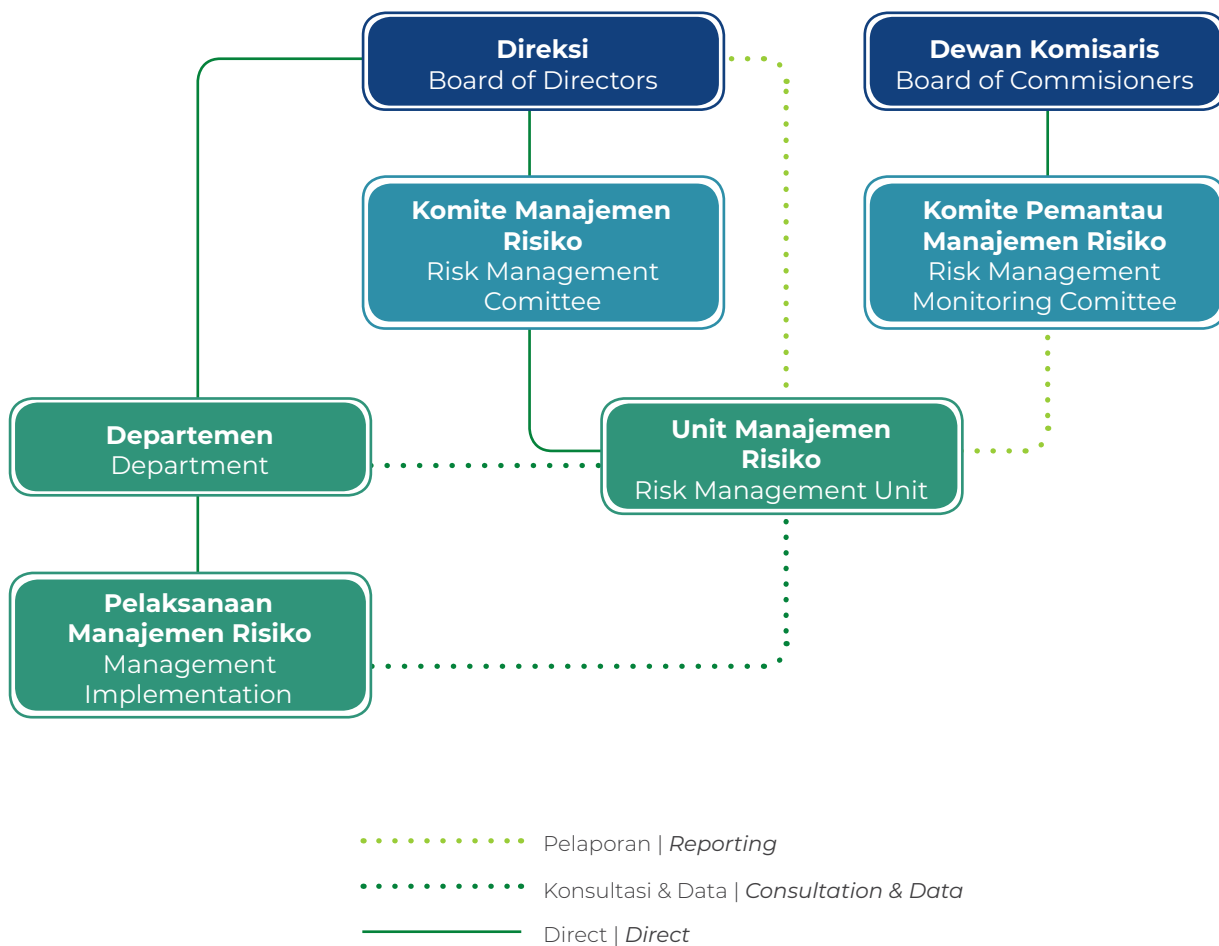 Direksi
Board of Directors
Dewan Komisaris
Board of Commisioners
Komite Manajemen
Risiko
Risk Management
Comittee
Komite Pemantau
Manajemen Risiko
Risk Management
Monitoring Comittee
Departemen
Department
Unit Manajemen
Risiko
Risk Management Unit
Pelaksanaan
Manajemen Risiko
Management
Implementation
Pelaporan | Reporting
Konsultasi & Data | Consultation & Data
Direct | Direct